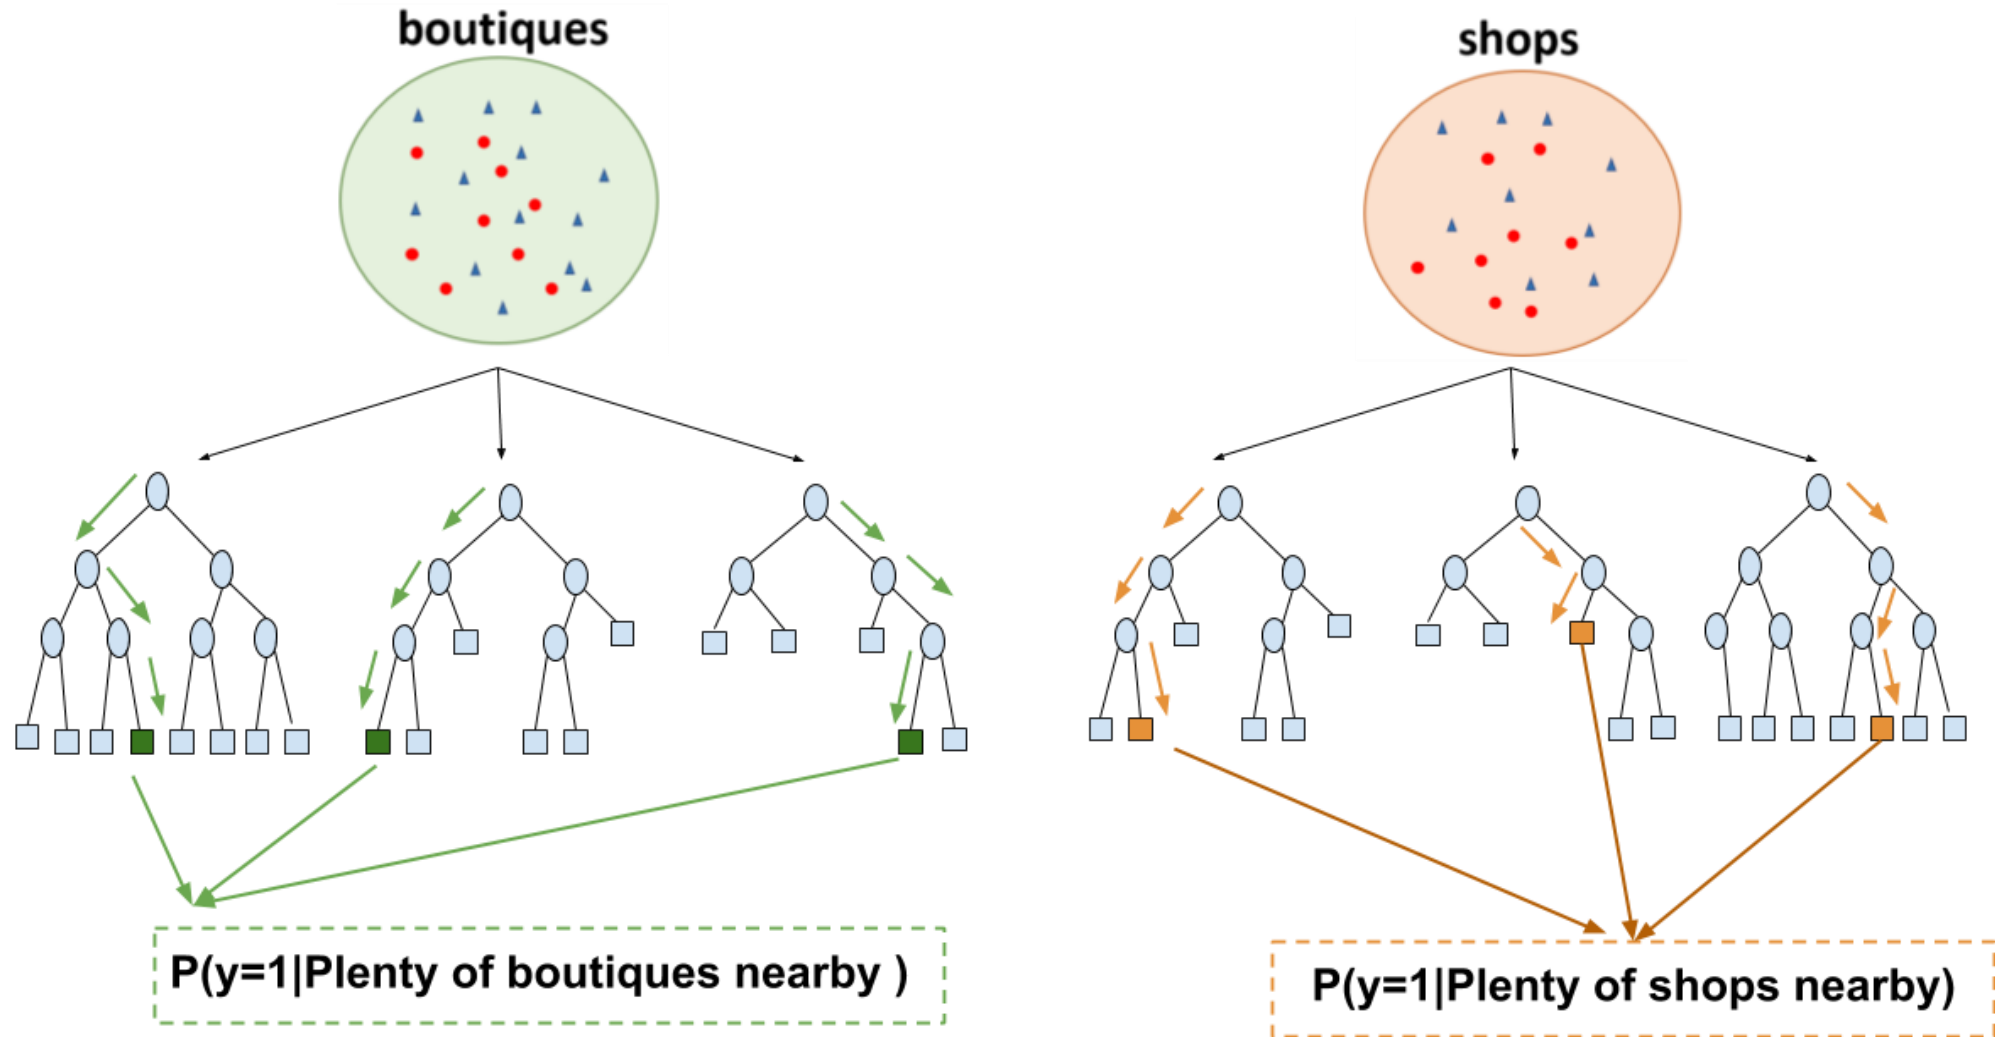 boutiques
shops
P(y=1|Plenty of boutiques nearby )
P(y=1|Plenty of shops nearby)